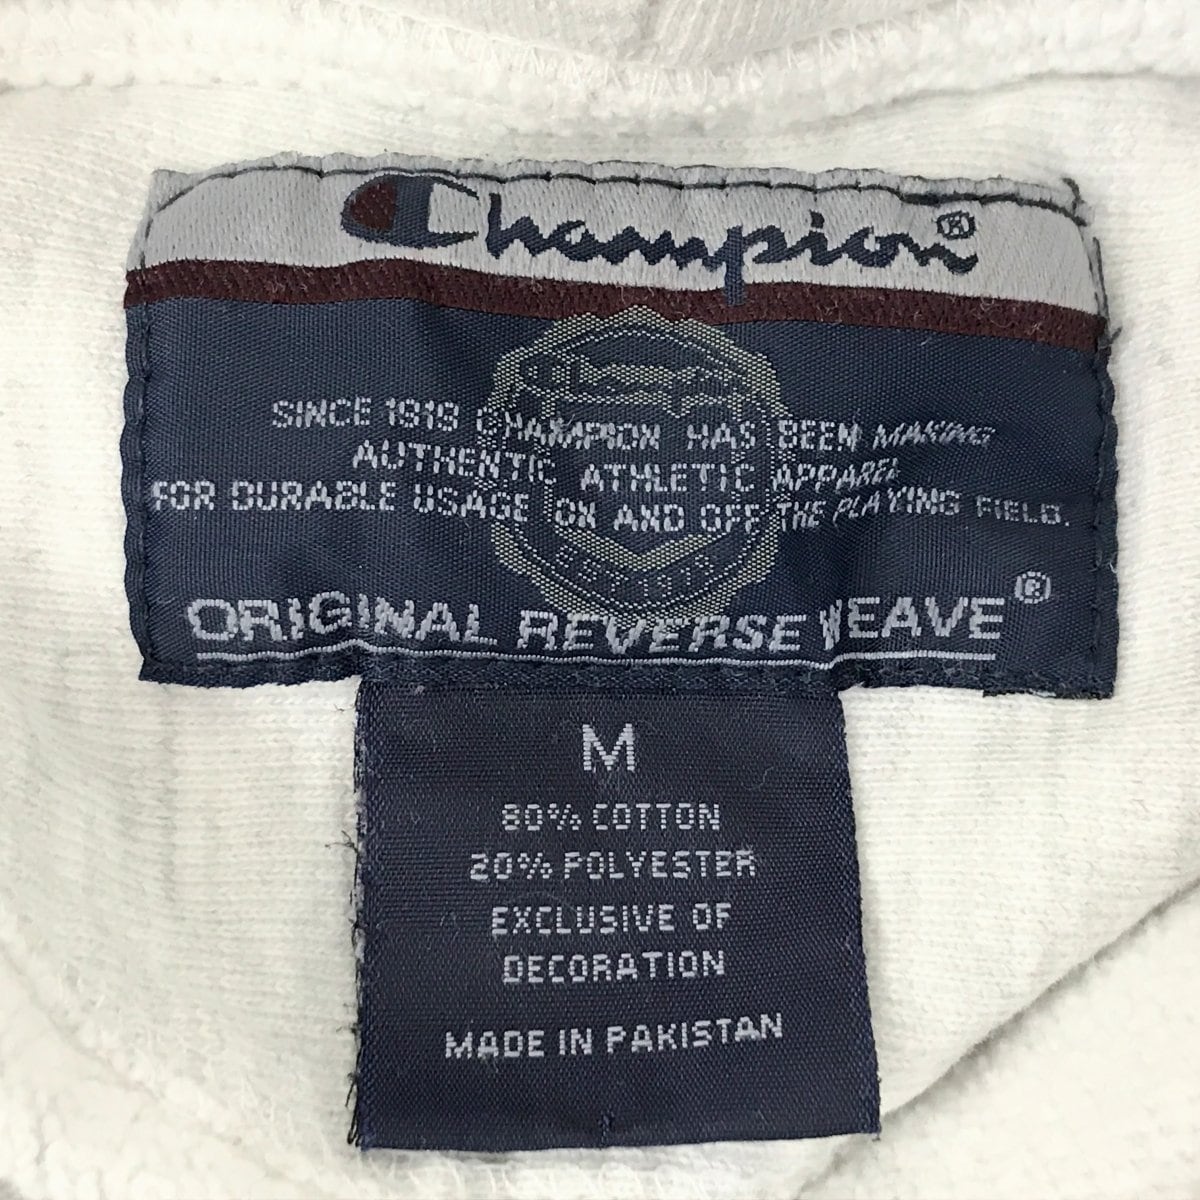 Champion®
Champion
SINCE 1919 CHAMPION HAS BEEN MAKING
AUTHENTIC ATHLETIC APPAREL
FOR DURABLE USAGE ON AND OFF THE PLAYING FIELD.
ORIGINAL REVERSE WEAVE®
M
80% COTTON
20% POLYESTER
EXCLUSIVE OF
DECORATION
MADE IN PAKISTAN